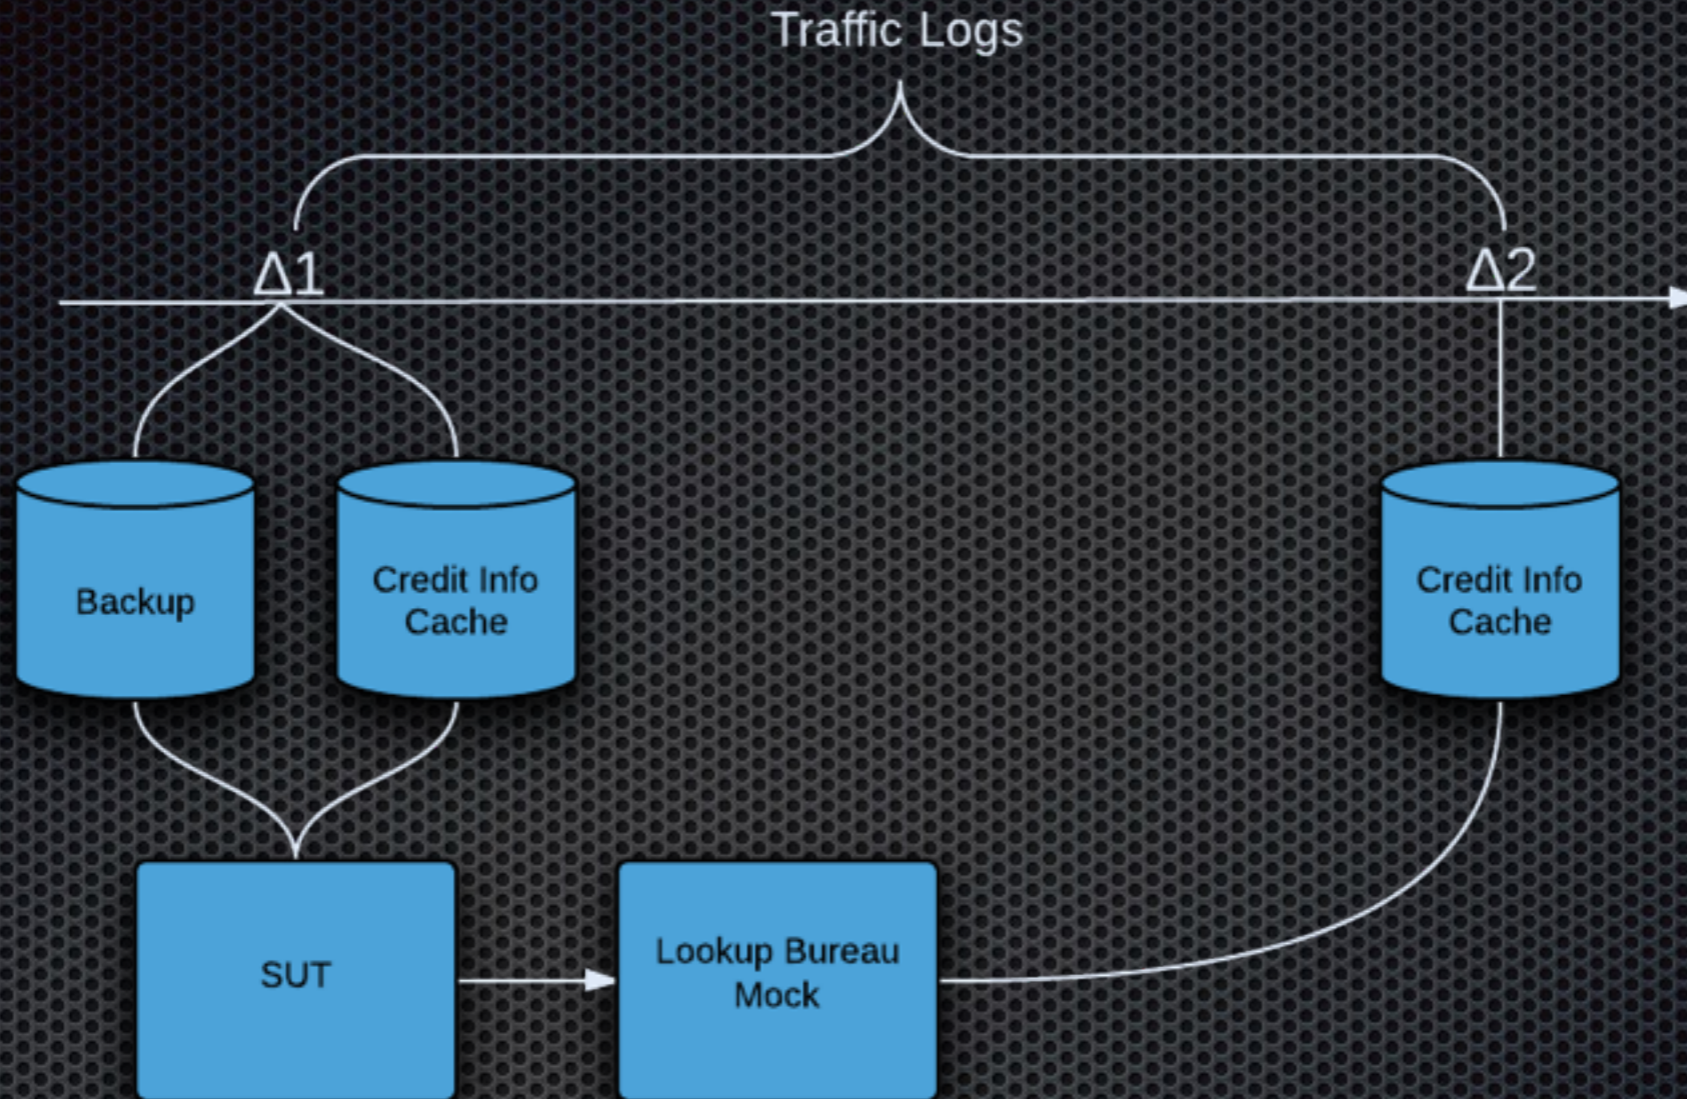 Traffic Logs
Δ1
Δ2
Backup
Credit Info
Cache
Credit Info
Cache
SUT
Lookup Bureau
Mock